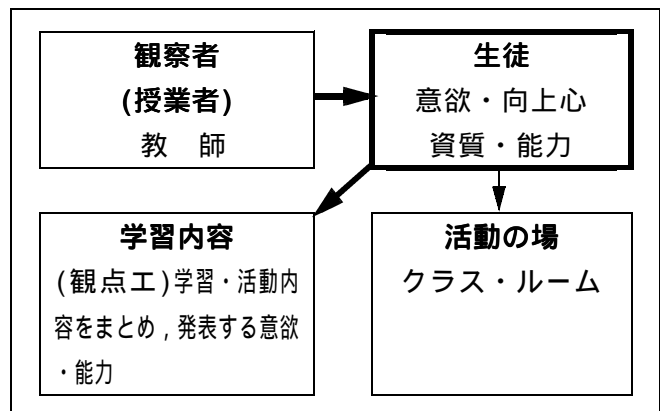 観察者
(授業者)
教　師
生徒
意欲・向上心
資質・能力
学習内容
(観点エ)学習・活動内
容をまとめ,発表する意欲
・能力
活動の場
クラス・ルーム